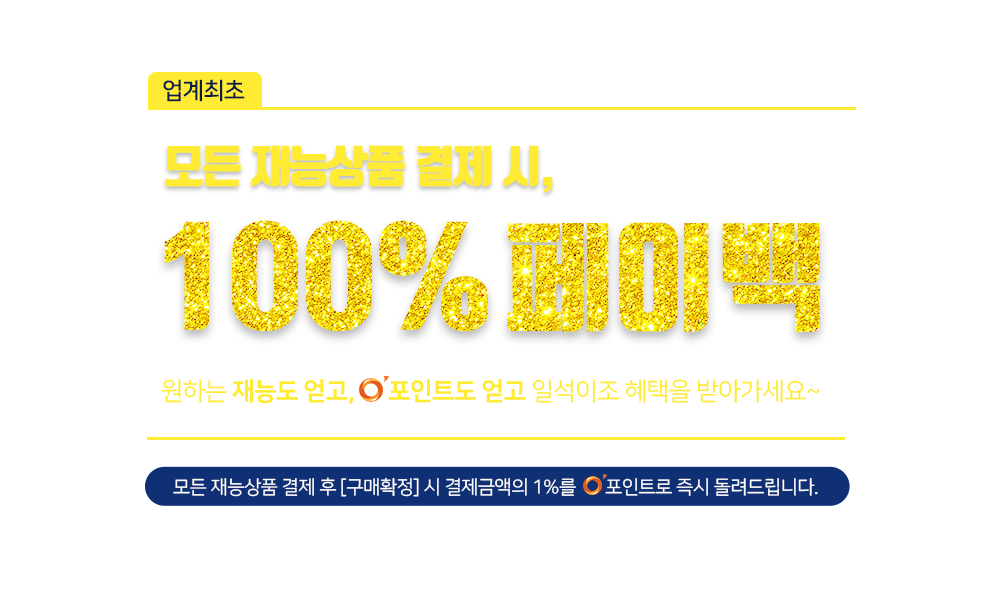 업계최초
모든 재능상품 결제 시,
100% 페이백
원하는 재능도 얻고, 포인트도 얻고 일석이조 혜택을 받아가세요~
모든 재능상품 결제 후 [구매확정] 시 결제금액의 1%를 포인트로 즉시 돌려드립니다.